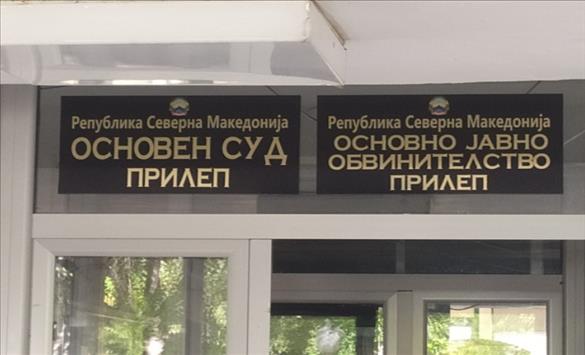 Република Северна Македонија
ОСНОВЕН СУД
ПРИЛЕП
Република Северна Македонија
ОСНОВНО ЈАВНО
ОБВИНИТЕЛСТВО
ПРИЛЕП